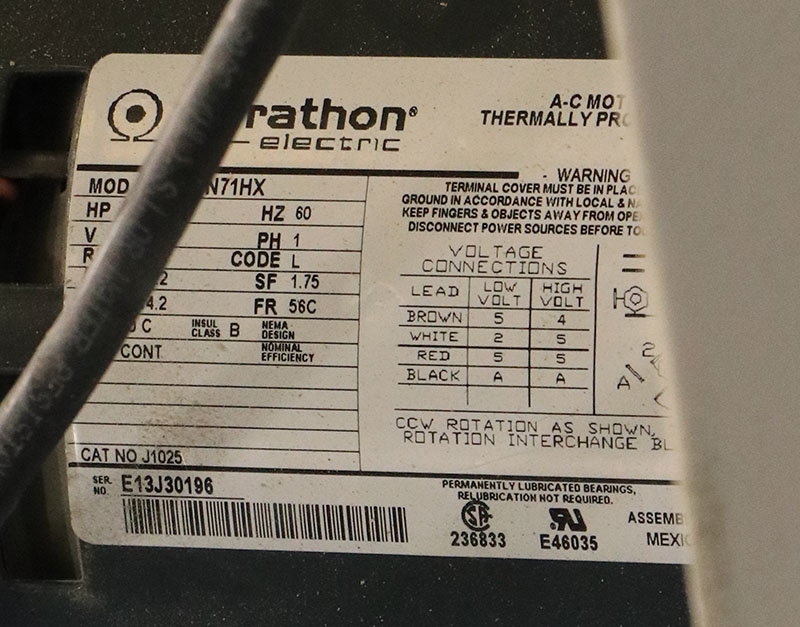 rathon®
electric
A-C MOT
THERMALLY PR
MOD N71HX
HP HZ 60
V PH 1
CODE L
.2 SF 1.75
4.2 FR 56C
C INSUL CLASS B NEMA DESIGN
CONT NOMINAL EFFICIENCY
CAT NO J1025
SER. NO. E13J30196
- WARNING
TERMINAL COVER MUST BE IN PLAC
GROUND IN ACCORDANCE WITH LOCAL & N
KEEP FINGERS & OBJECTS AWAY FROM OPE
DISCONNECT POWER SOURCES BEFORE TO
VOLTAGE
CONNECTIONS
LEAD LOW VOLT HIGH VOLT
BROWN 5 4
WHITE 2 5
RED 5 5
BLACK A A
2
A
CCW ROTATION AS SHOWN,
ROTATION INTERCHANGE BL
PERMANENTLY LUBRICATED BEARINGS,
RELUBRICATION NOT REQUIRED.
236833 E46035
ASSEMB
MEXIC